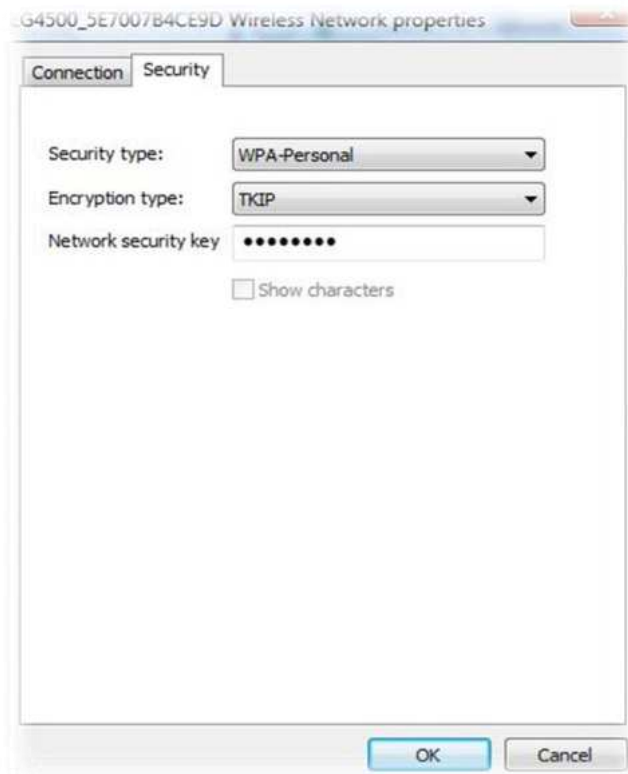 G4500_5E7007B4CE9D Wireless Network properties
Connection
Security
Security type:
WPA-Personal
Encryption type:
TKIP
Network security key
••••••••
Show characters
OK
Cancel